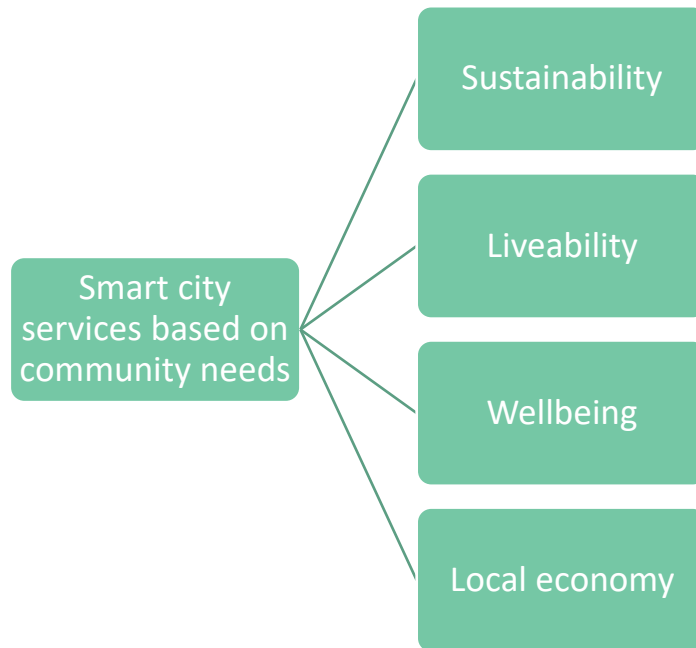 Sustainability
Liveability
Smart city
services based on
community needs
Wellbeing
Local economy